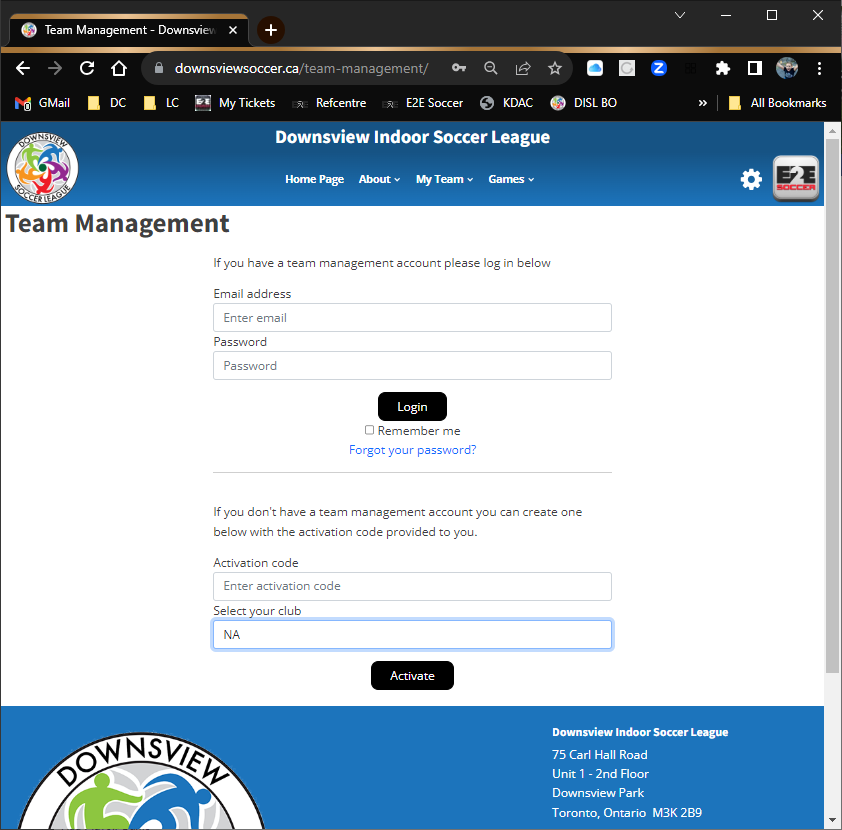 Team Management - Downsview
downsviewsoccer.ca/team-management/
GMail
DC
LC
My Tickets
Refcentre
E2E Soccer
KDAC
DISL BO
»
All Bookmarks
DOWNSVIEW
SOCCER LEAGUE
Downsview Indoor Soccer League
Home Page
About
My Team
Games
E2E
SOCCER
Team Management
If you have a team management account please log in below
Email address
Enter email
Password
Password
Login
Remember me
Forgot your password?
If you don't have a team management account you can create one
below with the activation code provided to you.
Activation code
Enter activation code
Select your club
NA
Activate
DOWNSVIEW
Downsview Indoor Soccer League
75 Carl Hall Road
Unit 1 - 2nd Floor
Downsview Park
Toronto, Ontario M3K 2B9